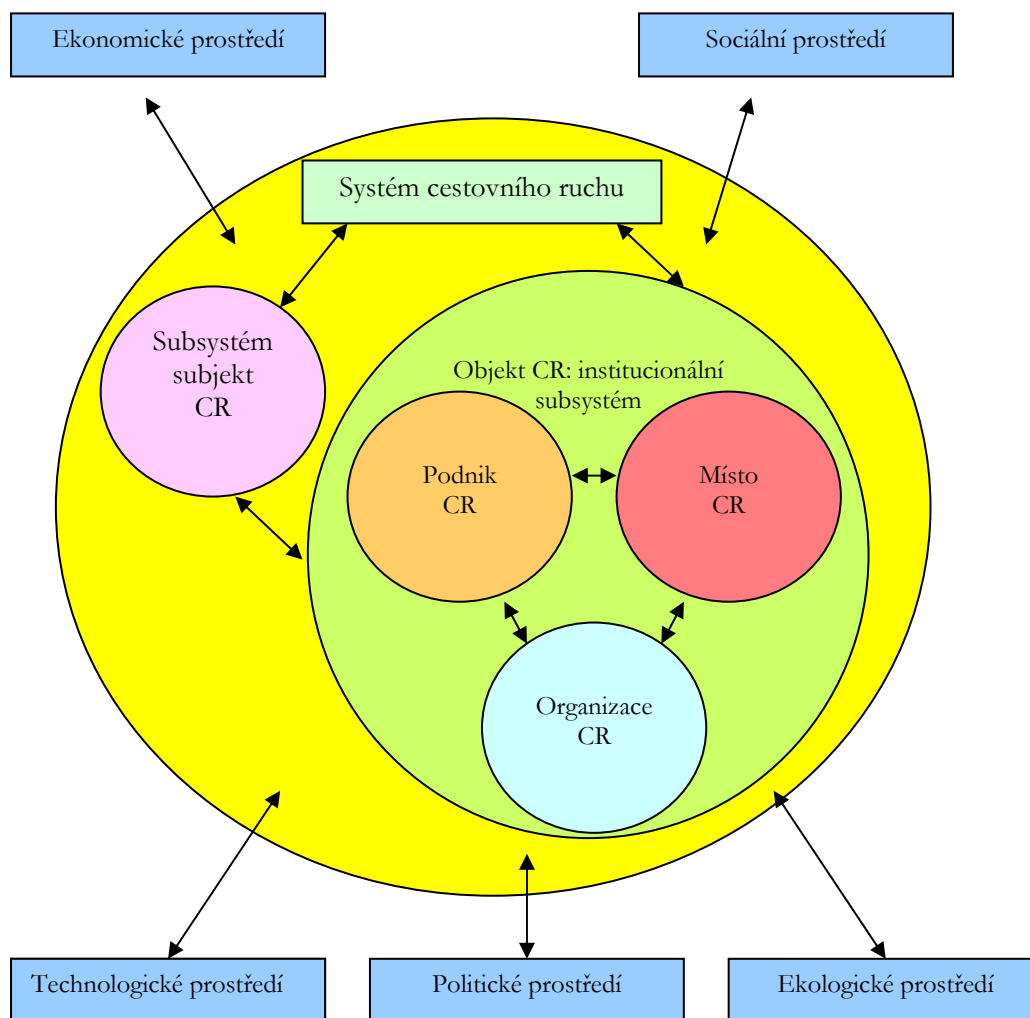 Ekonomické prostředí
Sociální prostředí
Systém cestovního ruchu
Subsystém
subjekt
CR
Objekt CR: institucionální
subsystém
Podnik
CR
Místo
CR
Organizace
CR
Technologické prostředí
Politické prostředí
Ekologické prostředí